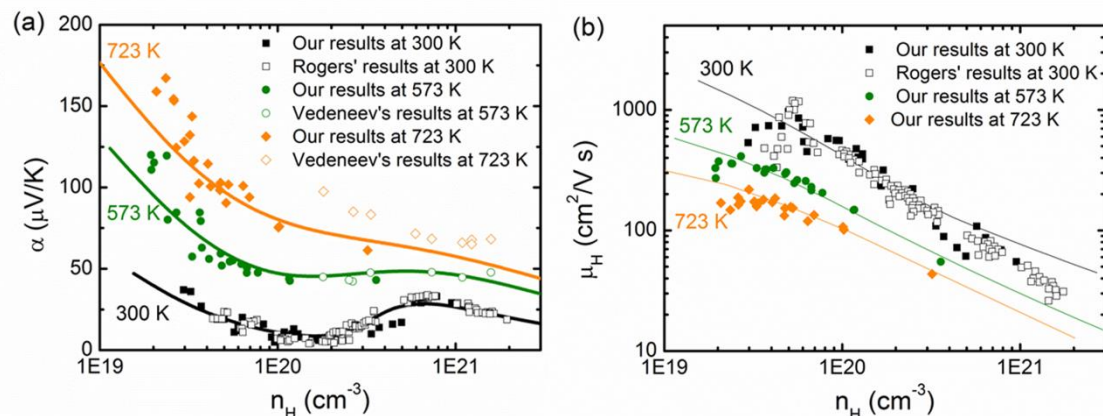 (a)
200
150
100
50
0
α (μV/K)
723 K
573 K
300 K
Our results at 300 K
Rogers' results at 300 K
Our results at 573 K
Vedeneev's results at 573 K
Our results at 723 K
Vedeneev's results at 723 K
1E19
1E20
1E21
n_H (cm⁻³)
(b)
1000
100
10
μ_H (cm²/V s)
300 K
573 K
723 K
Our results at 300 K
Rogers' results at 300 K
Our results at 573 K
Our results at 723 K
1E19
1E20
1E21
n_H (cm⁻³)